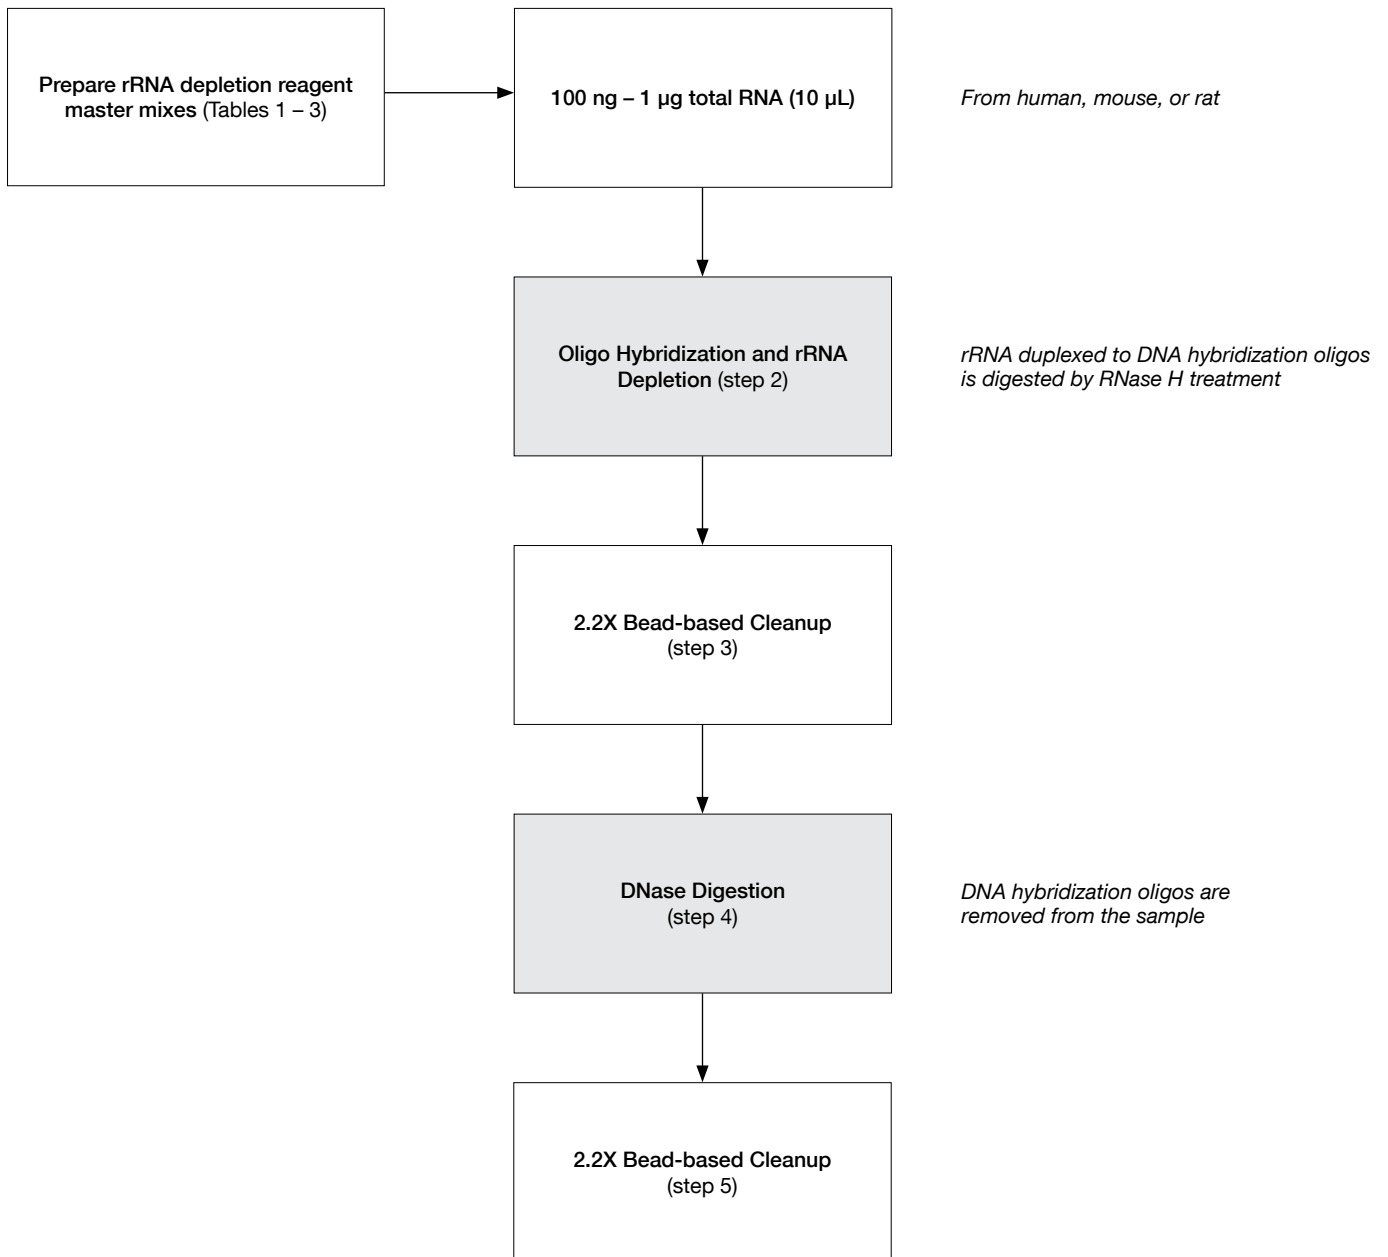 Prepare rRNA depletion reagent
master mixes (Tables 1 – 3)
100 ng – 1 µg total RNA (10 µL)
From human, mouse, or rat
Oligo Hybridization and rRNA
Depletion (step 2)
rRNA duplexed to DNA hybridization oligos
is digested by RNase H treatment
2.2X Bead-based Cleanup
(step 3)
DNase Digestion
(step 4)
DNA hybridization oligos are
removed from the sample
2.2X Bead-based Cleanup
(step 5)